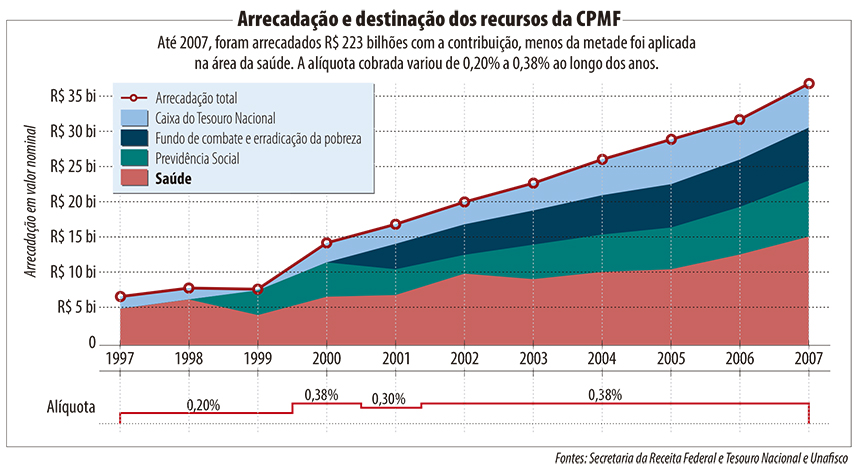 Arrecadação e destinação dos recursos da CPMF
Até 2007, foram arrecadados R$ 223 bilhões com a contribuição, menos da metade foi aplicada
na área da saúde. A alíquota cobrada variou de 0,20% a 0,38% ao longo dos anos.
Arrecadação em valor nominal
R$ 35 bi
R$ 30 bi
R$ 25 bi
R$ 20 bi
R$ 15 bi
R$ 10 bi
R$ 5 bi
0
Arrecadação total
Caixa do Tesouro Nacional
Fundo de combate e erradicação da pobreza
Previdência Social
Saúde
1997 1998 1999 2000 2001 2002 2003 2004 2005 2006 2007
Alíquota 0,20% 0,38% 0,30% 0,38%
Fontes: Secretaria da Receita Federal e Tesouro Nacional e Unafisco